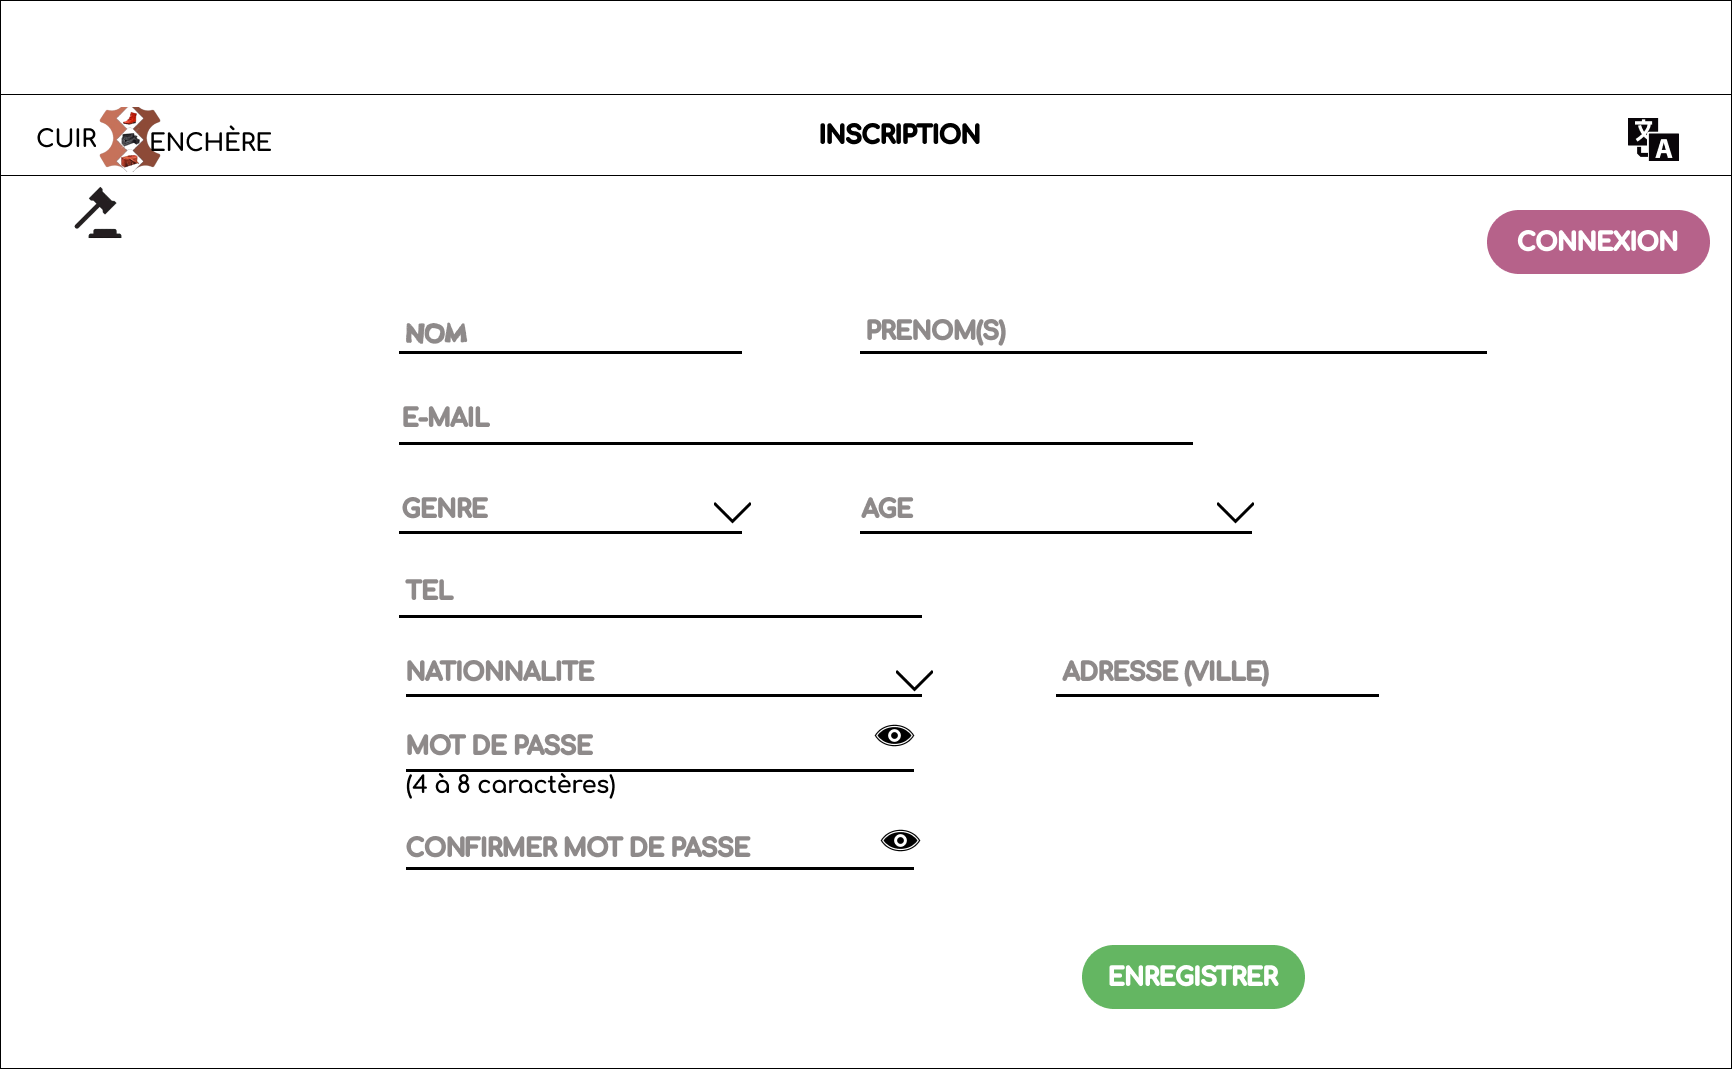 CUIR ENCHÈRE
INSCRIPTION
文 A
CONNEXION
NOM
PRENOM(S)
E-MAIL
GENRE
AGE
TEL
NATIONNALITE
ADRESSE (VILLE)
MOT DE PASSE
(4 à 8 caractères)
CONFIRMER MOT DE PASSE
ENREGISTRER